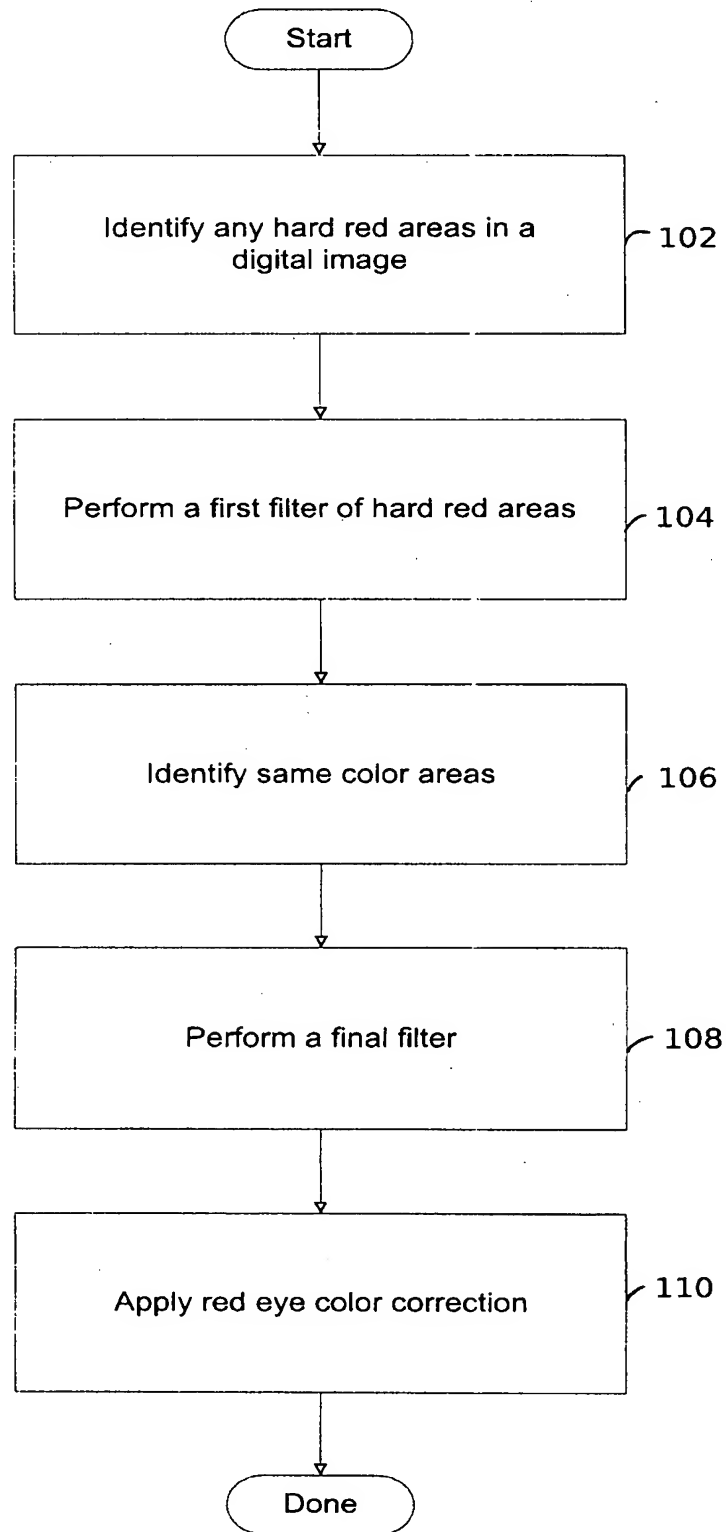 Start
Identify any hard red areas in a
digital image
102
Perform a first filter of hard red areas
104
Identify same color areas
106
Perform a final filter
108
Apply red eye color correction
110
Done